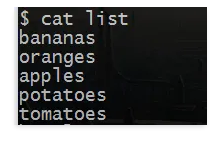 $ cat list
bananas
oranges
apples
potatoes
tomatoes